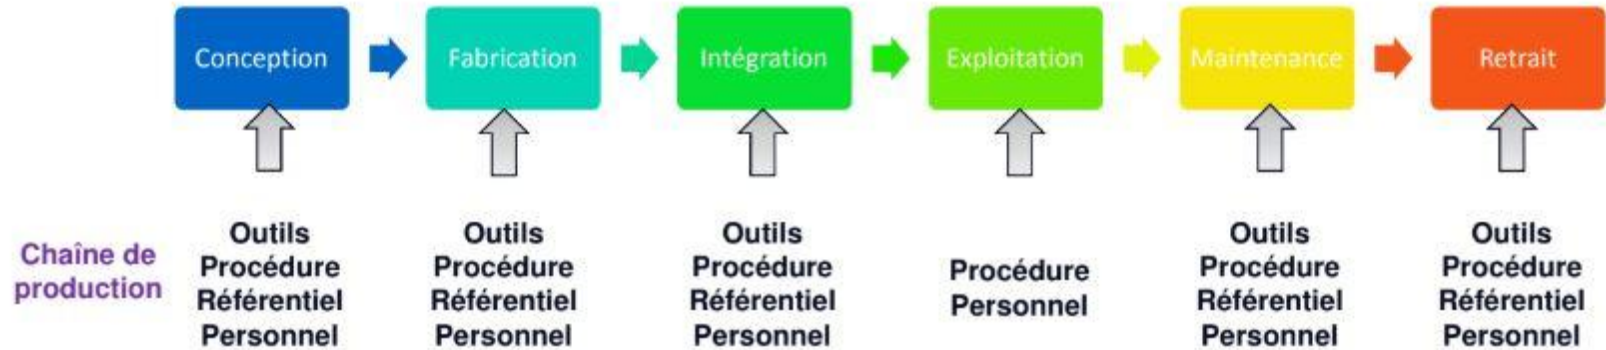 Conception
Fabrication
Intégration
Exploitation
Maintenance
Retrait
Chaîne de
production
Outils
Procédure
Référentiel
Personnel
Outils
Procédure
Référentiel
Personnel
Outils
Procédure
Référentiel
Personnel
Procédure
Personnel
Outils
Procédure
Référentiel
Personnel
Outils
Procédure
Référentiel
Personnel